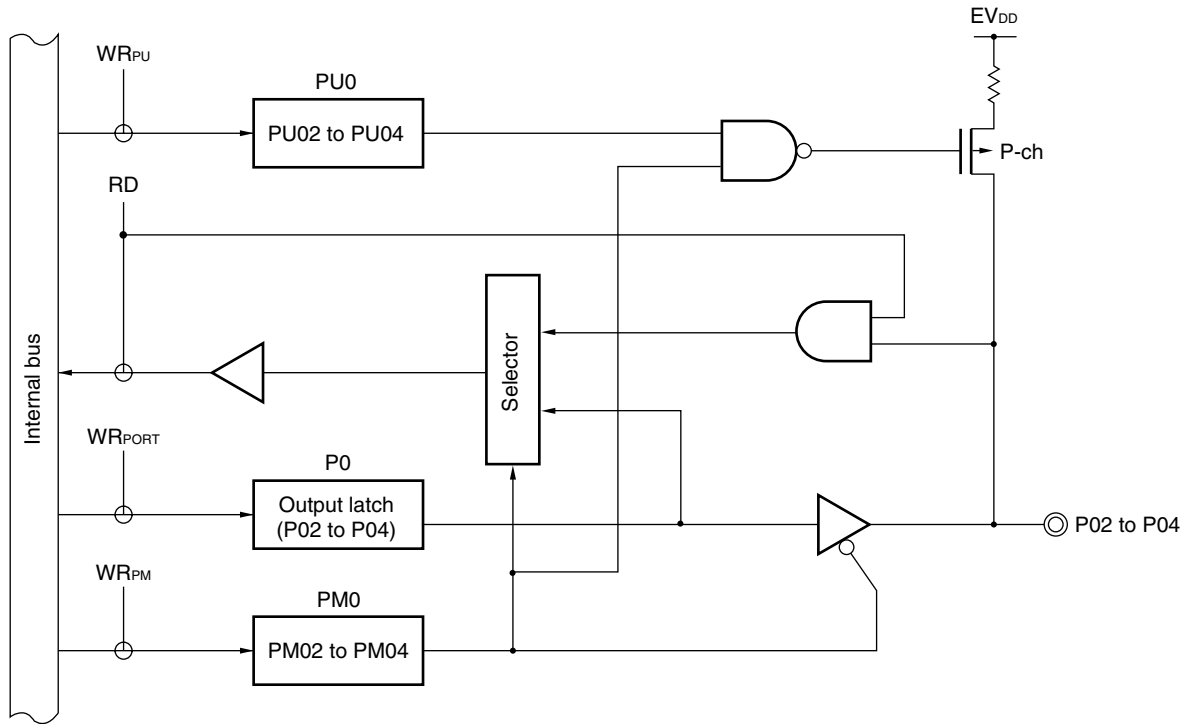 EVDD
WRPU
PU0
PU02 to PU04
P-ch
RD
Internal bus
Selector
WRPORT
P0
Output latch
(P02 to P04)
P02 to P04
WRPM
PM0
PM02 to PM04